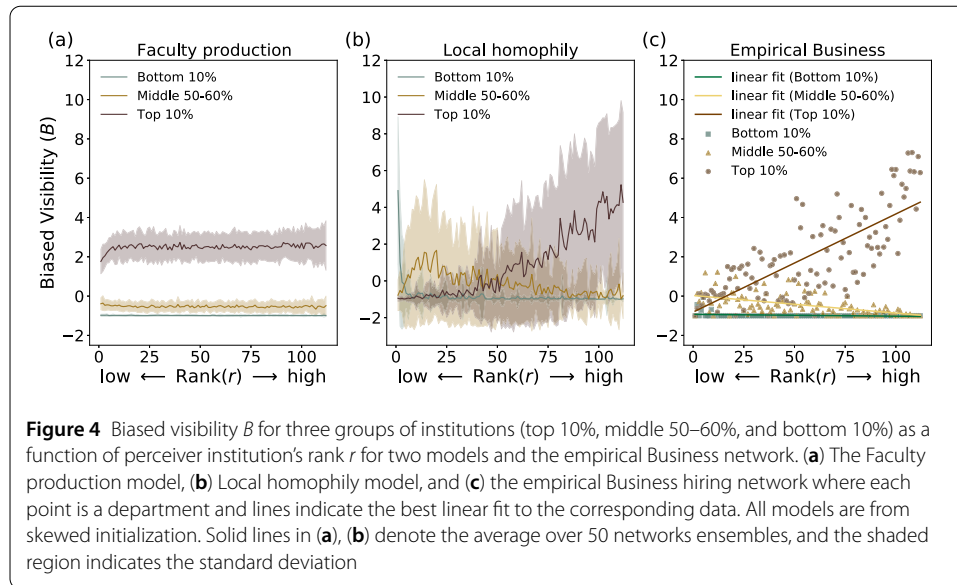 (a)
Faculty production
12
10
8
6
4
2
0
−2
Biased Visibility (B)
Bottom 10%
Middle 50-60%
Top 10%
1
25
50
75
100
low ← Rank(r) → high
(b)
Local homophily
12
10
8
6
4
2
0
−2
Bottom 10%
Middle 50-60%
Top 10%
0
25
50
75
100
low ← Rank(r) → high
(c)
Empirical Business
12
10
8
6
4
2
0
−2
linear fit (Bottom 10%)
linear fit (Middle 50-60%)
linear fit (Top 10%)
Bottom 10%
Middle 50-60%
Top 10%
0
25
50
75
100
low ← Rank(r) → high
Figure 4 Biased visibility B for three groups of institutions (top 10%, middle 50–60%, and bottom 10%) as a
function of perceiver institution's rank r for two models and the empirical Business network. (a) The Faculty
production model, (b) Local homophily model, and (c) the empirical Business hiring network where each
point is a department and lines indicate the best linear fit to the corresponding data. All models are from
skewed initialization. Solid lines in (a), (b) denote the average over 50 networks ensembles, and the shaded
region indicates the standard deviation